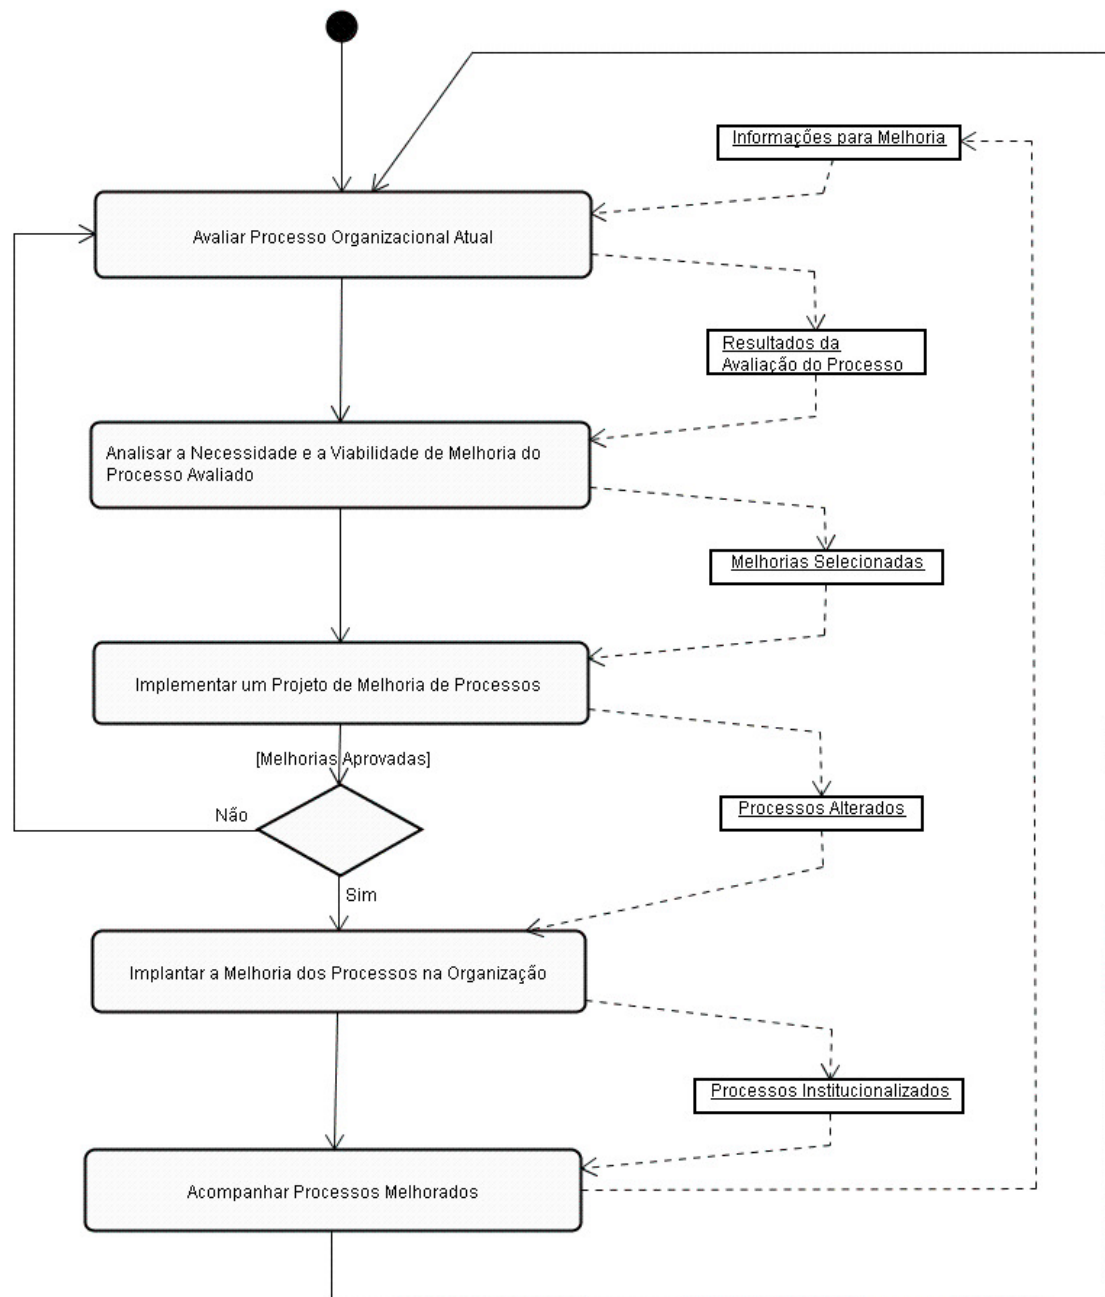 Informações para Melhoria
Avaliar Processo Organizacional Atual
Resultados da
Avaliação do Processo
Analisar a Necessidade e a Viabilidade de Melhoria do
Processo Avaliado
Melhorias Selecionadas
Implementar um Projeto de Melhoria de Processos
[Melhorias Aprovadas]
Processos Alterados
Não
Sim
Implantar a Melhoria dos Processos na Organização
Processos Institucionalizados
Acompanhar Processos Melhorados